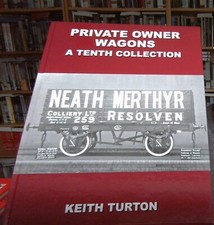 PRIVATE OWNER
WAGONS
A TENTH COLLECTION
NEATH MERTHYR
COLLIERY LTD
259
RESOLVEN
KEITH TURTON